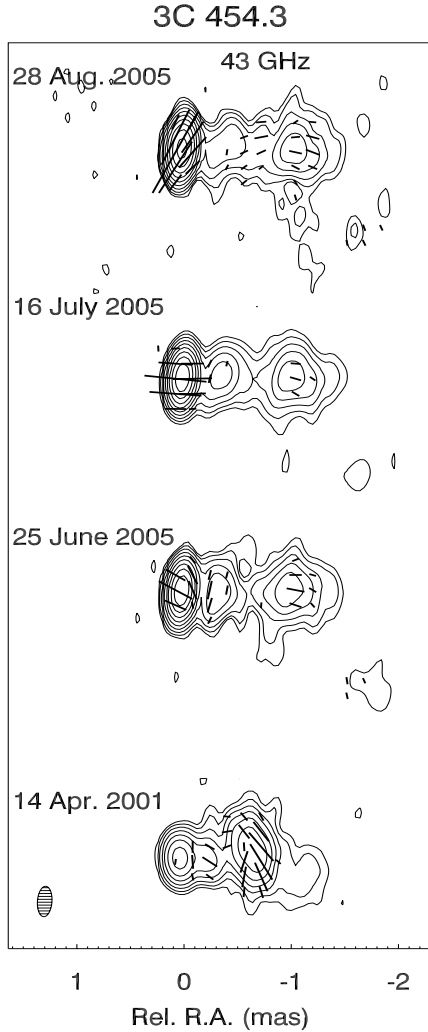 3C 454.3
43 GHz
28 Aug. 2005
16 July 2005
25 June 2005
14 Apr. 2001
1 0 -1 -2
Rel. R.A. (mas)